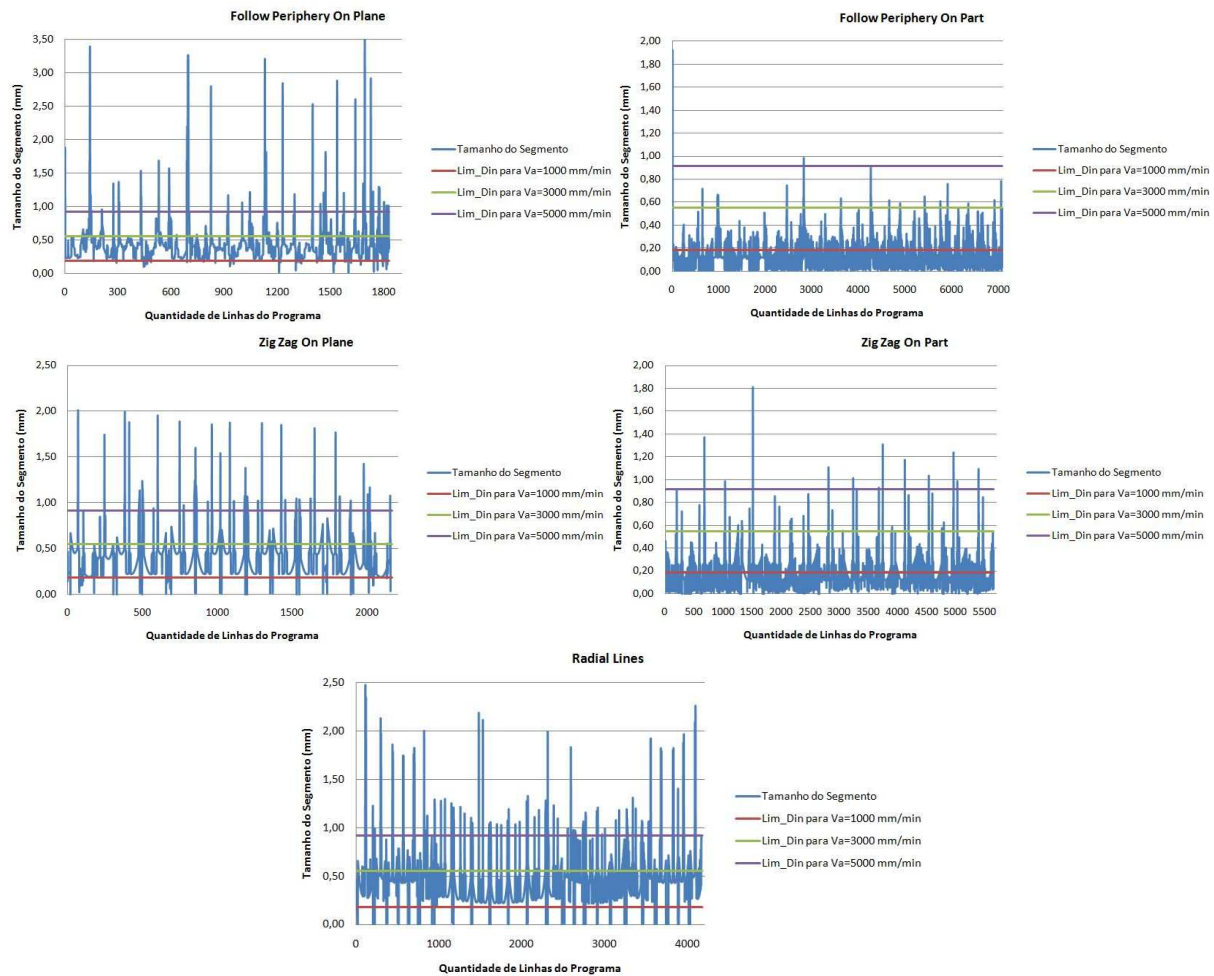 Follow Periphery On Plane
Tamanho do Segmento (mm)
3,50
3,00
2,50
2,00
1,50
1,00
0,50
0,00
0 300 600 900 1200 1500 1800
Quantidade de Linhas do Programa
Tamanho do Segmento
Lim_Din para Va=1000 mm/min
Lim_Din para Va=3000 mm/min
Lim_Din para Va=5000 mm/min
Follow Periphery On Part
Tamanho do Segmento (mm)
2,00
1,80
1,60
1,40
1,20
1,00
0,80
0,60
0,40
0,20
0,00
0 1000 2000 3000 4000 5000 6000 7000
Quantidade de Linhas do Programa
Tamanho do Segmento
Lim_Din para Va=1000 mm/min
Lim_Din para Va=3000 mm/min
Lim_Din para Va=5000 mm/min
Zig Zag On Plane
Tamanho do Segmento (mm)
2,50
2,00
1,50
1,00
0,50
0,00
0 500 1000 1500 2000
Quantidade de Linhas do Programa
Tamanho do Segmento
Lim_Din para Va=1000 mm/min
Lim_Din para Va=3000 mm/min
Lim_Din para Va=5000 mm/min
Zig Zag On Part
Tamanho do Segmento (mm)
2,00
1,80
1,60
1,40
1,20
1,00
0,80
0,60
0,40
0,20
0,00
0 500 1000 1500 2000 2500 3000 3500 4000 4500 5000 5500
Quantidade de Linhas do Programa
Tamanho do Segmento
Lim_Din para Va=1000 mm/min
Lim_Din para Va=3000 mm/min
Lim_Din para Va=5000 mm/min
Radial Lines
Tamanho do Segmento (mm)
2,50
2,00
1,50
1,00
0,50
0,00
0 1000 2000 3000 4000
Quantidade de Linhas do Programa
Tamanho do Segmento
Lim_Din para Va=1000 mm/min
Lim_Din para Va=3000 mm/min
Lim_Din para Va=5000 mm/min